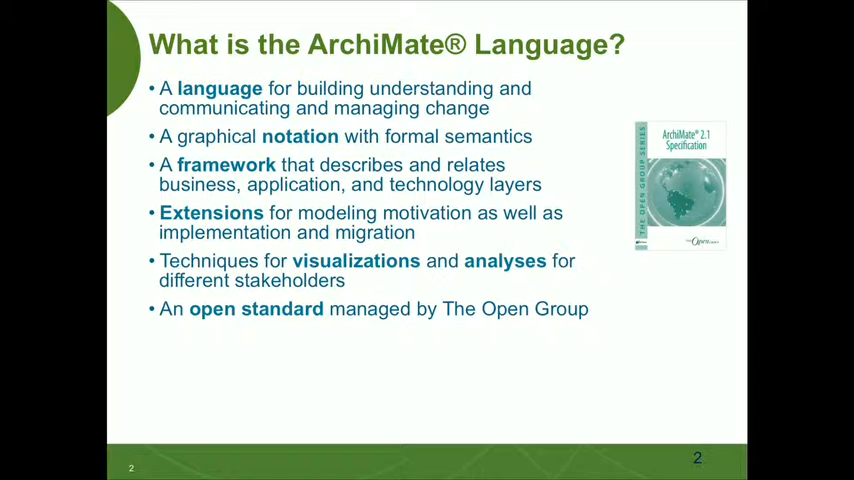 What is the ArchiMate® Language?
• A language for building understanding and
communicating and managing change
• A graphical notation with formal semantics
• A framework that describes and relates
business, application, and technology layers
• Extensions for modeling motivation as well as
implementation and migration
• Techniques for visualizations and analyses for
different stakeholders
• An open standard managed by The Open Group
ArchiMate® 2.1
Specification
THE OPEN GROUP SERIES
THE Open GROUP
2
2